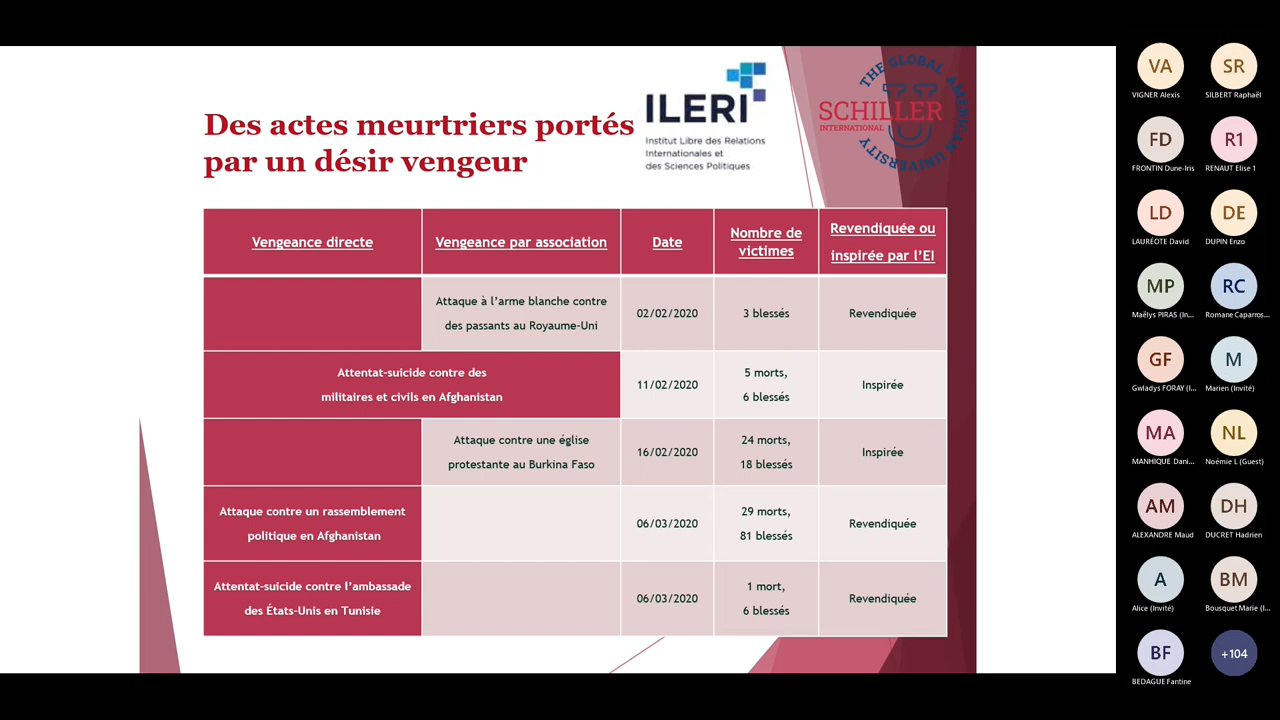 Des actes meurtriers portés
par un désir vengeur
ILERI
Institut Libre des Relations
Internationales et
des Sciences Politiques
THE GLOBAL AMERICAN UNIVERSITY
SCHILLER
INTERNATIONAL
U
Vengeance directe
Vengeance par association
Date
Nombre de
victimes
Revendiquée ou
inspirée par l’EI
Attaque à l’arme blanche contre
des passants au Royaume-Uni
02/02/2020
3 blessés
Revendiquée
Attentat-suicide contre des
militaires et civils en Afghanistan
11/02/2020
5 morts,
6 blessés
Inspirée
Attaque contre une église
protestante au Burkina Faso
16/02/2020
24 morts,
18 blessés
Inspirée
Attaque contre un rassemblement
politique en Afghanistan
06/03/2020
29 morts,
81 blessés
Revendiquée
Attentat-suicide contre l’ambassade
des États-Unis en Tunisie
06/03/2020
1 mort,
6 blessés
Revendiquée
VA
VIGNER Alexis
SR
SILBERT Raphaël
FD
FRONTIN Dune-Iris
R1
RENAUT Elise 1
LD
LAURÉOTE David
DE
DUPIN Enzo
MP
Maëlys PIRAS (In...
RC
Romane Caparros...
GF
Gwladys FORAY (I...
M
Marien (Invité)
MA
MANHIQUE Dani...
NL
Noémie L (Guest)
AM
ALEXANDRE Maud
DH
DUCRET Hadrien
A
Alice (Invité)
BM
Bousquet Marie (I...
BF
BEDAGUE Fantine
+104